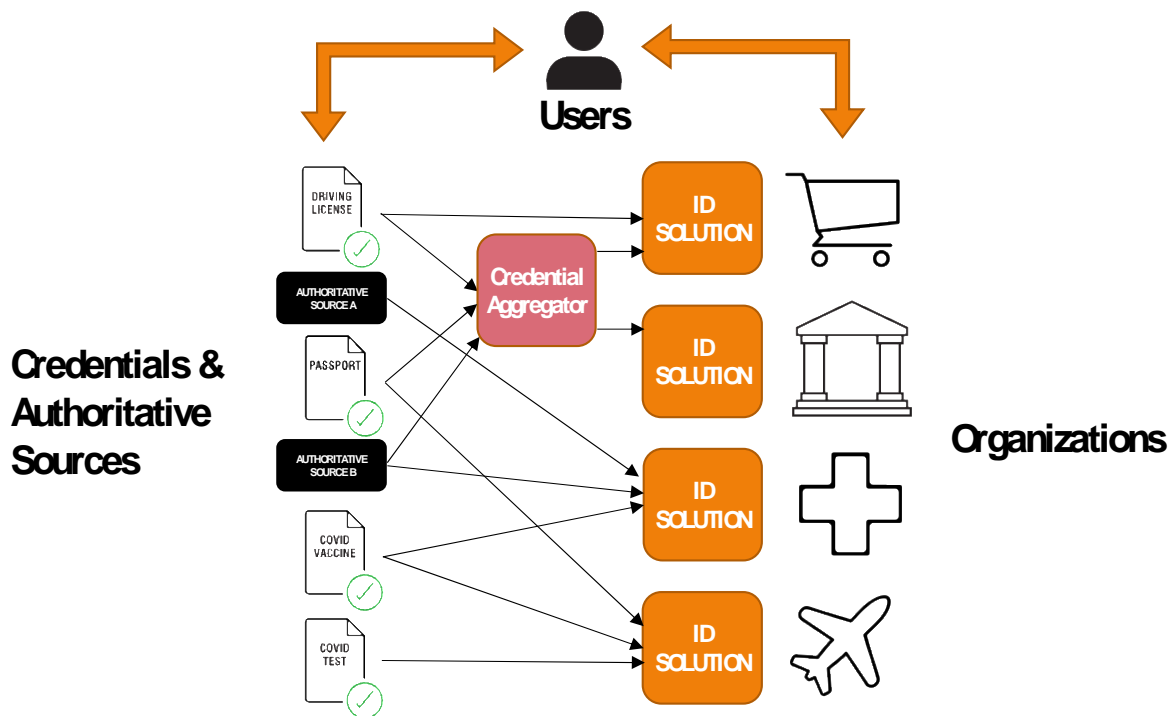 Users
DRIVING
LICENSE
AUTHORITATIVE
SOURCE A
PASSPORT
AUTHORITATIVE
SOURCE B
COVID
VACCINE
COVID
TEST
Credentials &
Authoritative
Sources
Credential
Aggregator
ID
SOLUTION
ID
SOLUTION
ID
SOLUTION
ID
SOLUTION
Organizations